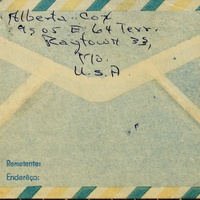 Alberta Cox
9505 E. 64 Terr.
Raytown 33,
Mo.
U.S.A
Remetente:
Endereço: